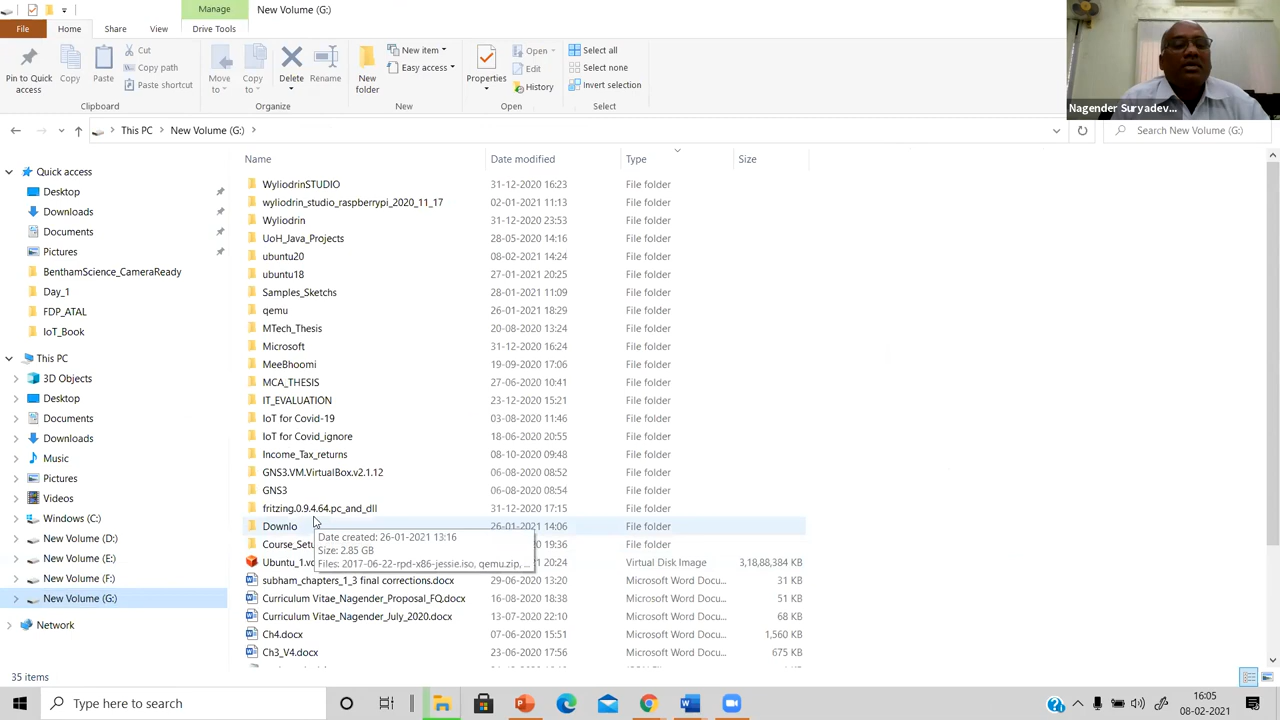 Manage
New Volume (G:)
File
Home
Share
View
Drive Tools
Pin to Quick access
Copy
Paste
Cut
Copy path
Paste shortcut
Clipboard
Move to
Copy to
Delete
Rename
Organize
New folder
New item
Easy access
New
Properties
Open
Edit
History
Open
Select all
Select none
Invert selection
Select
Nagender Suryadev...
This PC > New Volume (G:) >
Search New Volume (G:)
Quick access
Desktop
Downloads
Documents
Pictures
BenthamScience_CameraReady
Day_1
FDP_ATAL
IoT_Book
This PC
3D Objects
Desktop
Documents
Downloads
Music
Pictures
Videos
Windows (C:)
New Volume (D:)
New Volume (E:)
New Volume (F:)
New Volume (G:)
Network
Name Date modified Type Size
WyliodrinSTUDIO 31-12-2020 16:23 File folder
wyliodrin_studio_raspberrypi_2020_11_17 02-01-2021 11:13 File folder
Wyliodrin 31-12-2020 23:53 File folder
UoH_Java_Projects 28-05-2020 14:16 File folder
ubuntu20 08-02-2021 14:24 File folder
ubuntu18 27-01-2021 20:25 File folder
Samples_Sketchs 28-01-2021 11:09 File folder
qemu 26-01-2021 18:29 File folder
MTech_Thesis 20-08-2020 13:24 File folder
Microsoft 31-12-2020 16:24 File folder
MeeBhoomi 19-09-2020 17:06 File folder
MCA_THESIS 27-06-2020 10:41 File folder
IT_EVALUATION 23-12-2020 15:21 File folder
IoT for Covid-19 03-08-2020 11:46 File folder
IoT for Covid_ignore 18-06-2020 20:55 File folder
Income_Tax_returns 08-10-2020 09:48 File folder
GNS3.VM.VirtualBox.v2.1.12 06-08-2020 08:52 File folder
GNS3 06-08-2020 08:54 File folder
fritzing.0.9.4.64.pc_and_dll 31-12-2020 17:15 File folder
Downlo 26-01-2021 14:06 File folder
Course_Setu 19:36 File folder
Ubuntu_1.v 20:24 Virtual Disk Image 3,18,88,384 KB
Date created: 26-01-2021 13:16
Size: 2.85 GB
Files: 2017-06-22-rpd-x86-jessie.iso, qemu.zip, ...
subham_chapters_1_3 final corrections.docx 29-06-2020 13:20 Microsoft Word Docu... 31 KB
Curriculum Vitae_Nagender_Proposal_FQ.docx 16-08-2020 18:38 Microsoft Word Docu... 51 KB
Curriculum Vitae_Nagender_July_2020.docx 13-07-2020 22:10 Microsoft Word Docu... 68 KB
Ch4.docx 07-06-2020 15:51 Microsoft Word Docu... 1,560 KB
Ch3_V4.docx 23-06-2020 17:56 Microsoft Word Docu... 675 KB
35 items
Type here to search
16:05
08-02-2021